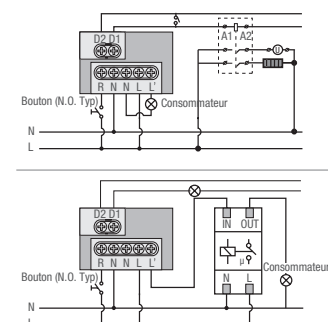 D2 D1
A1 A2
U
R N N L L'
Bouton (N.O. Typ)
Consommateur
N
L
D2 D1
IN OUT
R N N L L'
µ
Bouton (N.O. Typ)
N L
Consommateur
N
L